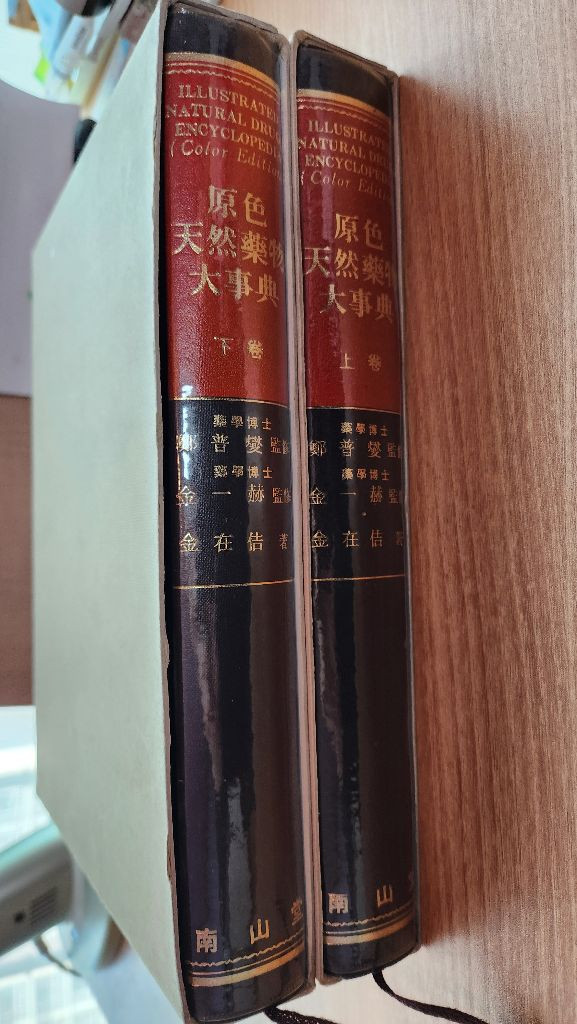 ILLUSTRATED
NATURAL DRUG
ENCYCLOPEDIA
(Color Edition
原色
天然藥物
大事典
下卷
藥學博士
鄭普燮 監修
藥學博士
金一赫 監修
金在佶 著
南山堂
ILLUSTRATE
NATURAL DRU
ENCYCLOPED
(Color Editi
原色
天然藥物
大事典
上卷
藥學博士
鄭普燮 監修
藥學博士
金一赫 監修
金在佶 著
南山堂